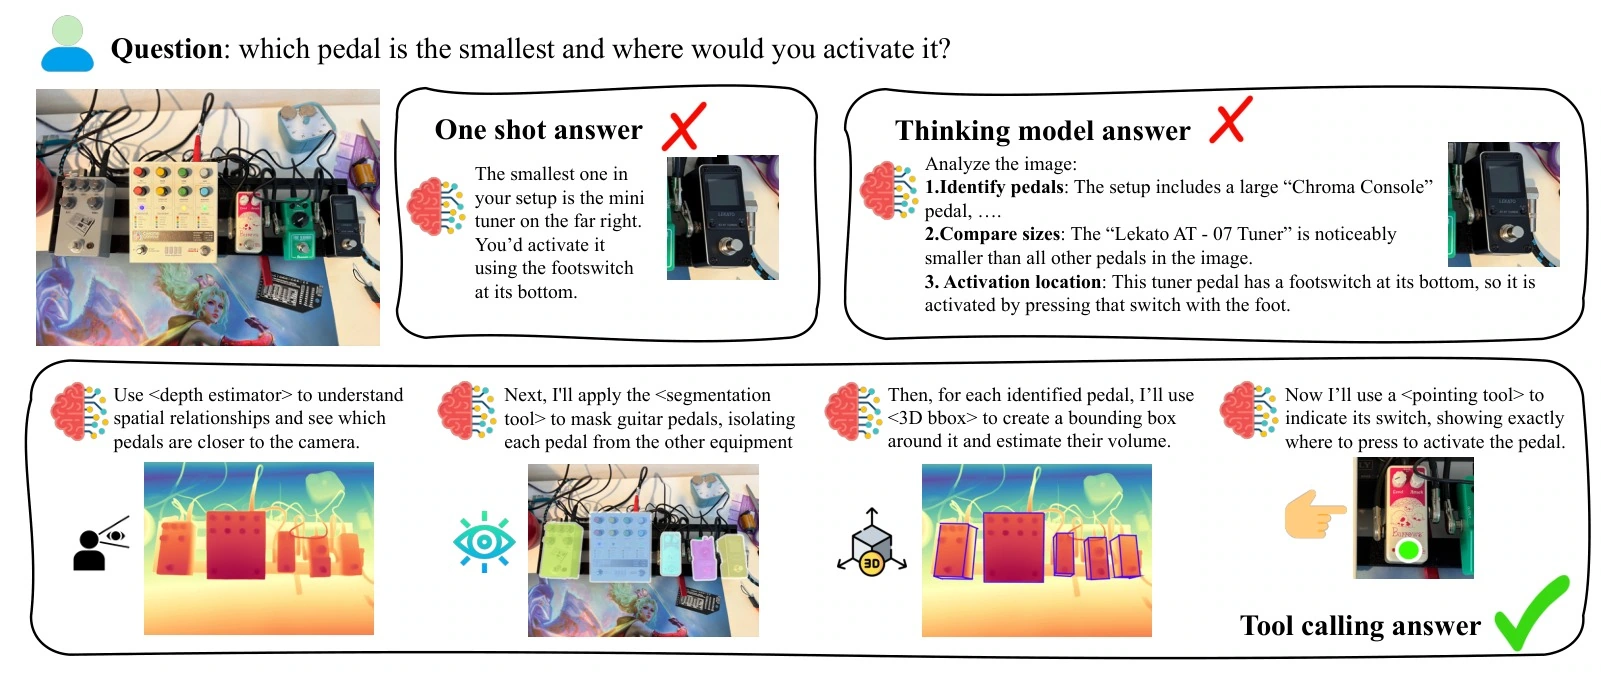 Question: which pedal is the smallest and where would you activate it?
One shot answer
The smallest one in
your setup is the mini
tuner on the far right.
You’d activate it
using the footswitch
at its bottom.
LEKATO
Thinking model answer
Analyze the image:
1.Identify pedals: The setup includes a large “Chroma Console”
pedal, ….
2.Compare sizes: The “Lekato AT - 07 Tuner” is noticeably
smaller than all other pedals in the image.
3. Activation location: This tuner pedal has a footswitch at its bottom, so it is
activated by pressing that switch with the foot.
LEKATO
Use <depth estimator> to understand
spatial relationships and see which
pedals are closer to the camera.
Next, I'll apply the <segmentation
tool> to mask guitar pedals, isolating
each pedal from the other equipment
Then, for each identified pedal, I’ll use
<3D bbox> to create a bounding box
around it and estimate their volume.
3D
Now I’ll use a <pointing tool> to
indicate its switch, showing exactly
where to press to activate the pedal.
Tool calling answer